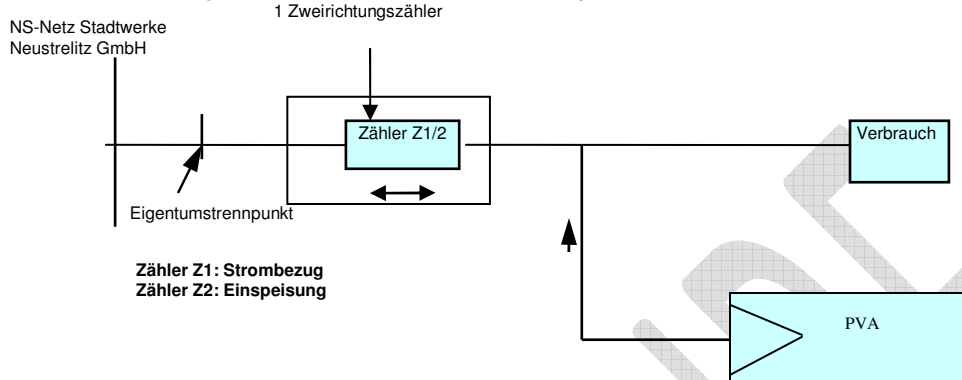 1 Zweirichtungszähler
NS-Netz Stadtwerke
Neustrelitz GmbH
Zähler Z1/2
Verbrauch
Eigentumstrennpunkt
Zähler Z1: Strombezug
Zähler Z2: Einspeisung
PVA